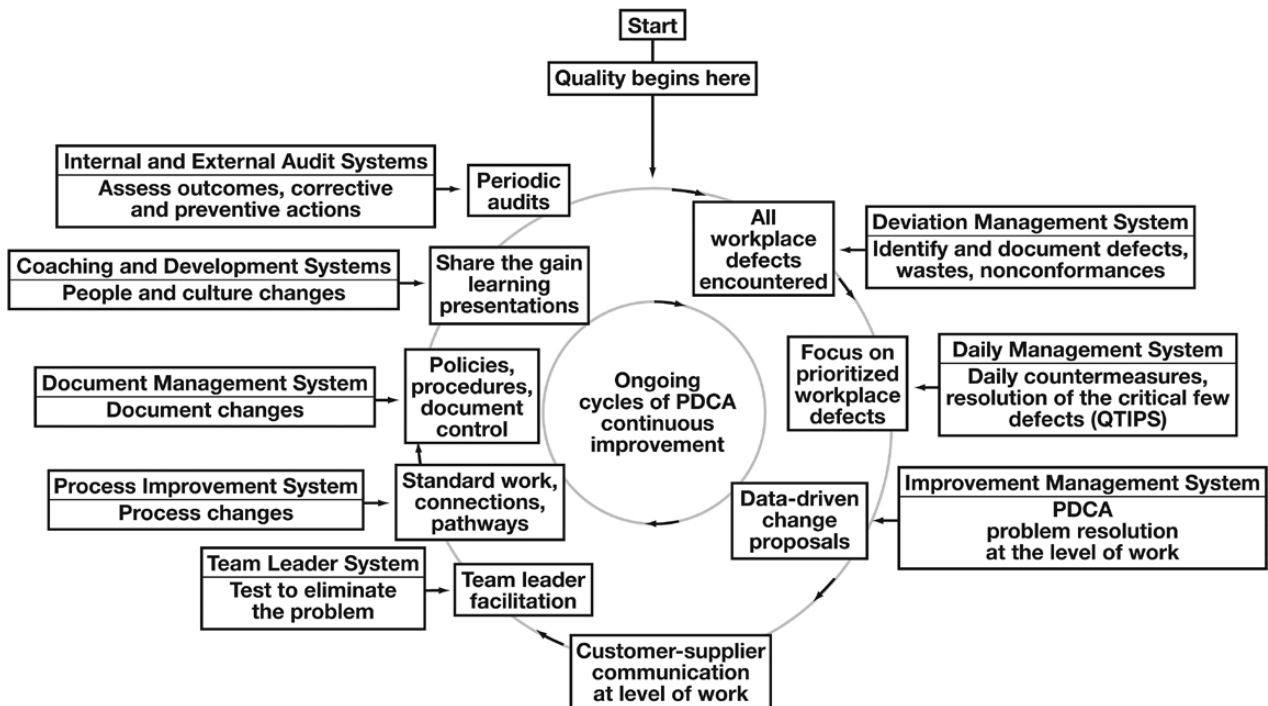 Start
Quality begins here
All
workplace
defects
encountered
Deviation Management System
Identify and document defects,
wastes, nonconformances
Focus on
prioritized
workplace
defects
Daily Management System
Daily countermeasures,
resolution of the critical few
defects (QTIPS)
Data-driven
change
proposals
Improvement Management System
PDCA
problem resolution
at the level of work
Customer-supplier
communication
at level of work
Team leader
facilitation
Team Leader System
Test to eliminate
the problem
Standard work,
connections,
pathways
Process Improvement System
Process changes
Policies,
procedures,
document
control
Document Management System
Document changes
Share the gain
learning
presentations
Coaching and Development Systems
People and culture changes
Periodic
audits
Internal and External Audit Systems
Assess outcomes, corrective
and preventive actions
Ongoing
cycles of PDCA
continuous
improvement